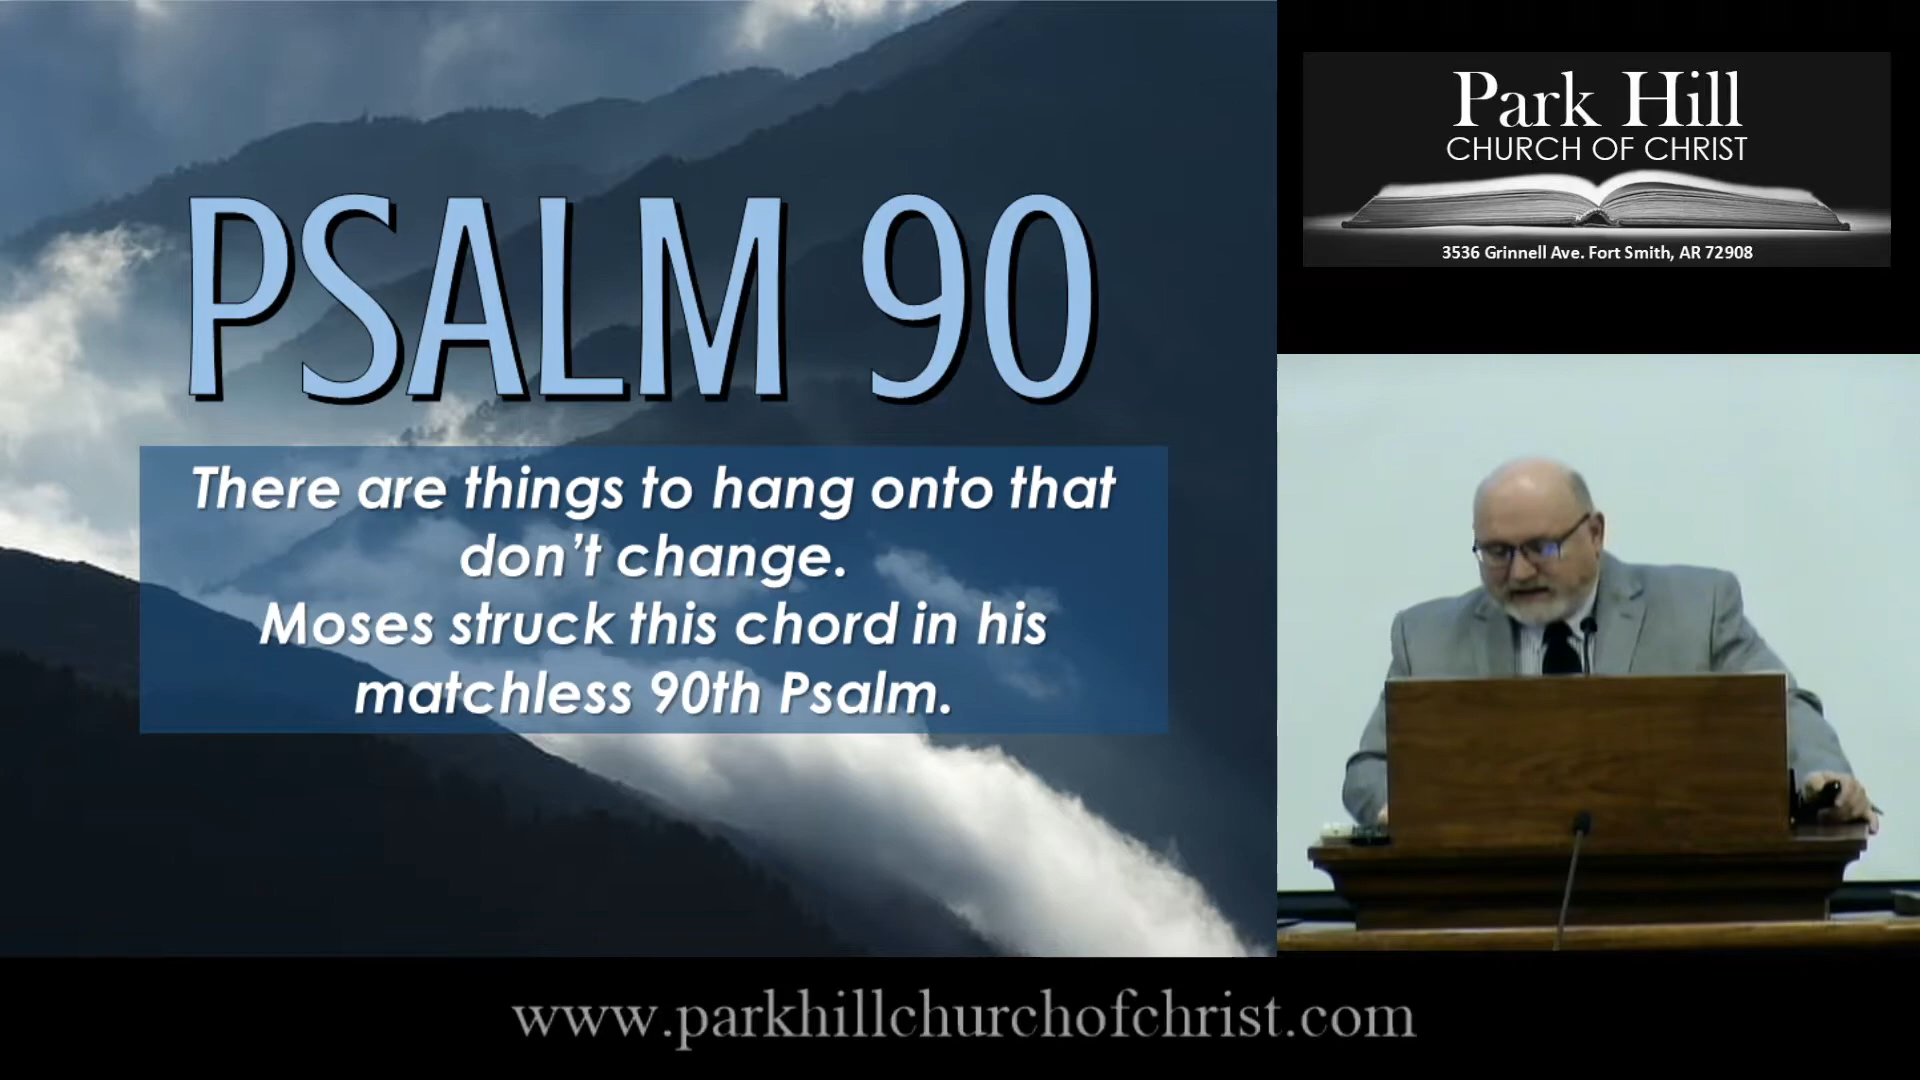 PSALM 90
There are things to hang onto that
don't change.
Moses struck this chord in his
matchless 90th Psalm.
Park Hill
CHURCH OF CHRIST
3536 Grinnell Ave. Fort Smith, AR 72908
www.parkhillchurchofchrist.com